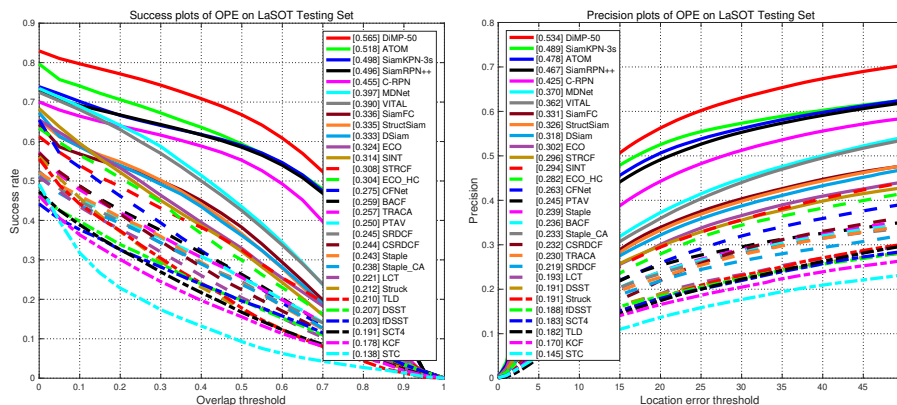 Success plots of OPE on LaSOT Testing Set
0.9
0.8
0.7
0.6
0.5
0.4
0.3
0.2
0.1
0
Success rate
0 0.1 0.2 0.3 0.4 0.5 0.6 0.7 0.8 0.9 1
Overlap threshold
[0.565] DiMP-50
[0.518] ATOM
[0.498] SiamKPN-3s
[0.496] SiamRPN++
[0.455] C-RPN
[0.397] MDNet
[0.390] VITAL
[0.336] SiamFC
[0.335] StructSiam
[0.333] DSiam
[0.324] ECO
[0.314] SINT
[0.308] STRCF
[0.304] ECO_HC
[0.275] CFNet
[0.259] BACF
[0.257] TRACA
[0.250] PTAV
[0.245] SRDCF
[0.244] CSRDCF
[0.243] Staple
[0.238] Staple_CA
[0.221] LCT
[0.212] Struck
[0.210] TLD
[0.207] DSST
[0.203] fDSST
[0.191] SCT4
[0.178] KCF
[0.138] STC
Precision plots of OPE on LaSOT Testing Set
0.8
0.7
0.6
0.5
0.4
0.3
0.2
0.1
0
Precision
0 5 10 15 20 25 30 35 40 45
Location error threshold
[0.534] DiMP-50
[0.489] SiamKPN-3s
[0.478] ATOM
[0.467] SiamRPN++
[0.425] C-RPN
[0.370] MDNet
[0.362] VITAL
[0.331] SiamFC
[0.326] StructSiam
[0.318] DSiam
[0.302] ECO
[0.296] STRCF
[0.294] SINT
[0.282] ECO_HC
[0.263] CFNet
[0.245] PTAV
[0.239] Staple
[0.236] BACF
[0.233] Staple_CA
[0.232] CSRDCF
[0.230] TRACA
[0.219] SRDCF
[0.193] LCT
[0.191] DSST
[0.191] Struck
[0.188] fDSST
[0.183] SCT4
[0.182] TLD
[0.170] KCF
[0.145] STC